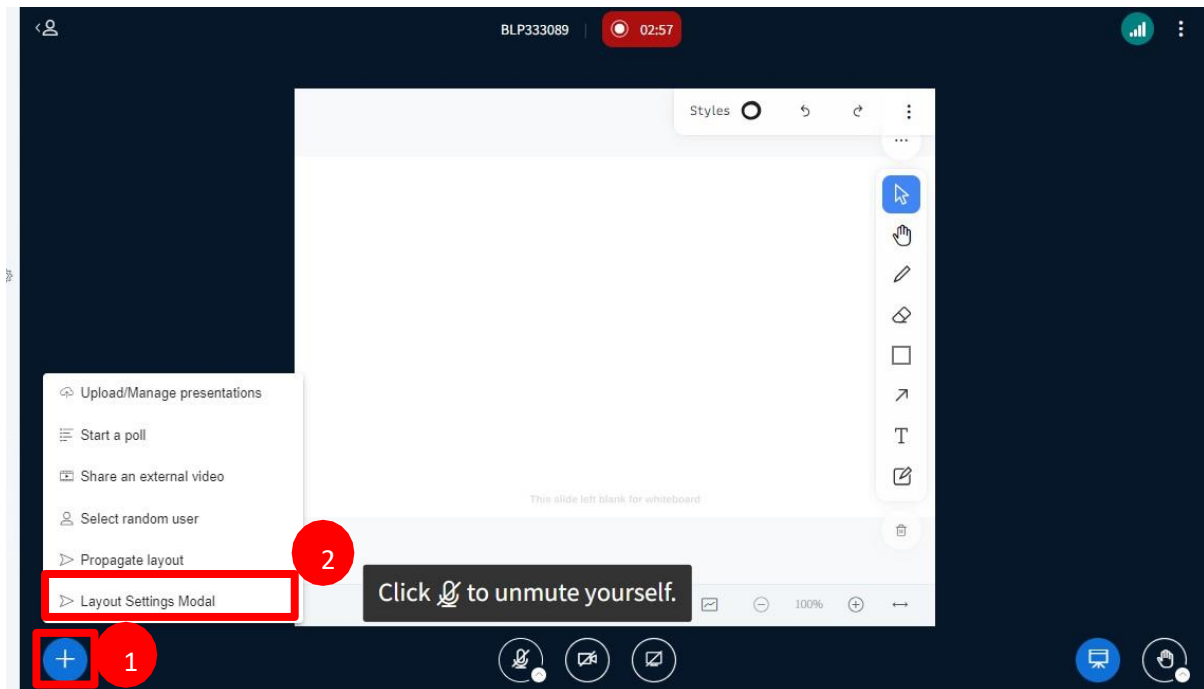 BLP333089
02:57
Styles
T
Upload/Manage presentations
Start a poll
Share an external video
Select random user
Propagate layout
Layout Settings Modal
2
This slide left blank for whiteboard
Click to unmute yourself.
100%
1